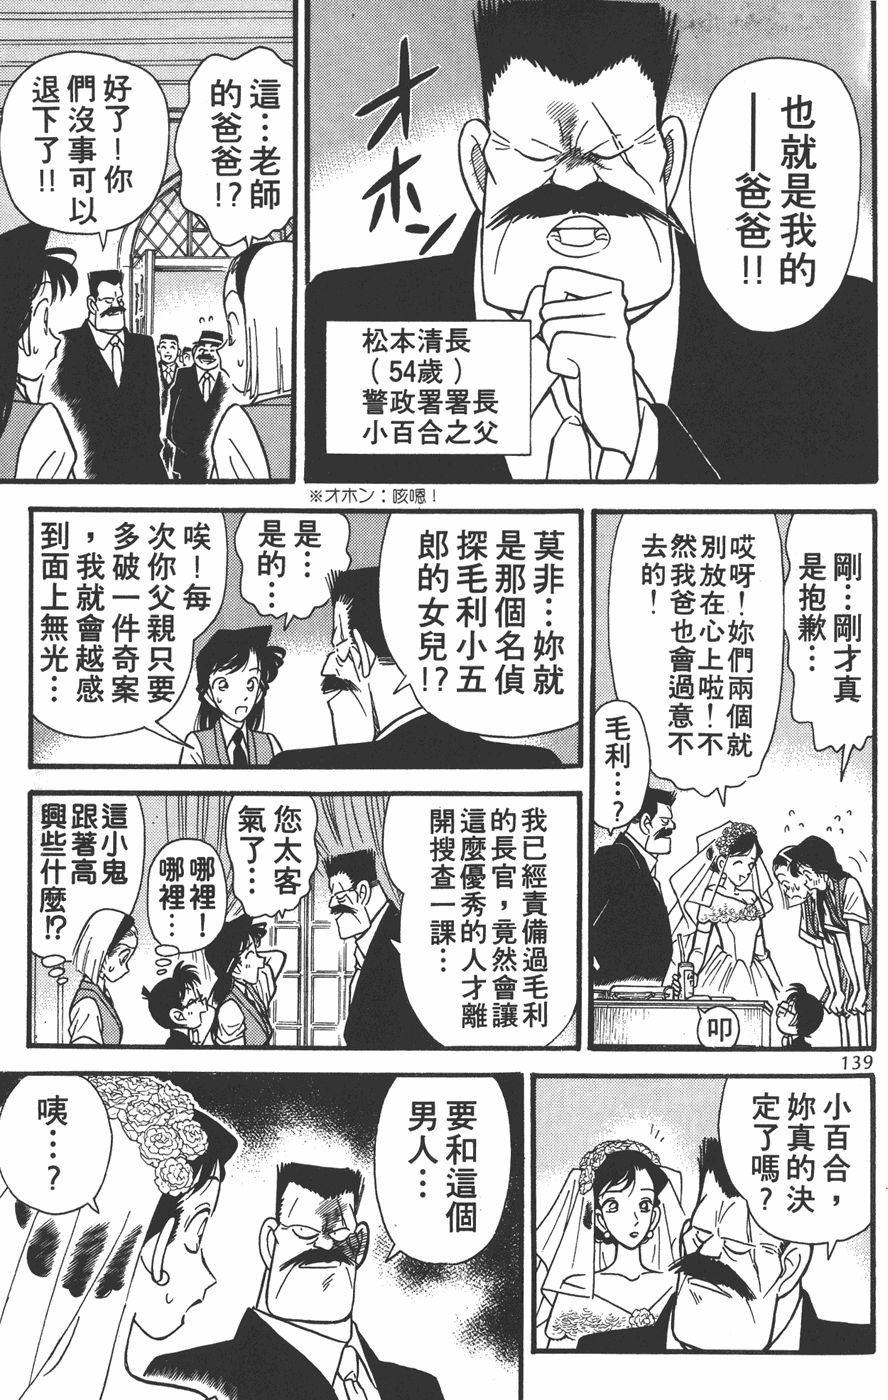 也就是我的
——爸爸!!
オホン
松本清長
(54歲)
警政署署長
小百合之父
※オホン：咳嗯！
這…老師
的爸爸!?
好了！你
們沒事可以
退下了!!
剛…剛才真
是抱歉…
哎呀！妳們兩個就
別放在心上啦！不
然我爸也會過意不
去的！
毛利…？
叩
莫非…妳就
是那個名偵
探毛利小五
郎的女兒!?
是…
是的…
唉！每
次你父親只要
多破一件奇案
，我就會越感
到面上無光…
我已經責備過毛利
的長官，竟然會讓
這麼優秀的人才離
開搜查一課…
您太客
氣了…
哪裡！
哪裡…
這小鬼
跟著高
興些什麼!?
139
小百合，
妳真的決
定了嗎？
要和這個
男人…
咦…？